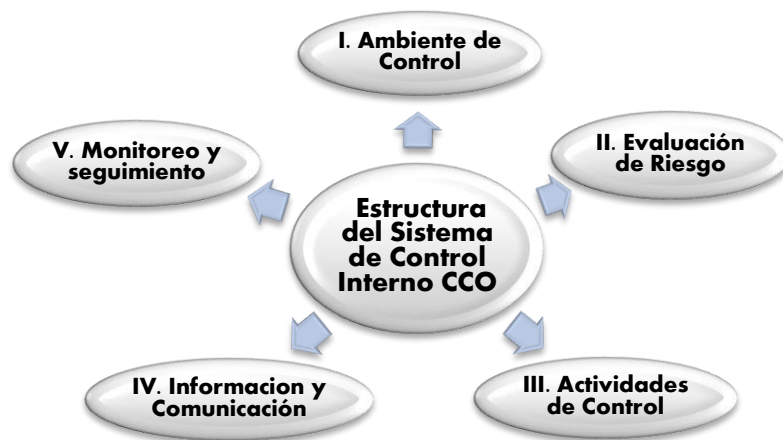 I. Ambiente de
Control
II. Evaluación
de Riesgo
V. Monitoreo y
seguimiento
Estructura
del Sistema
de Control
Interno CCO
III. Actividades
de Control
IV. Informacion y
Comunicación